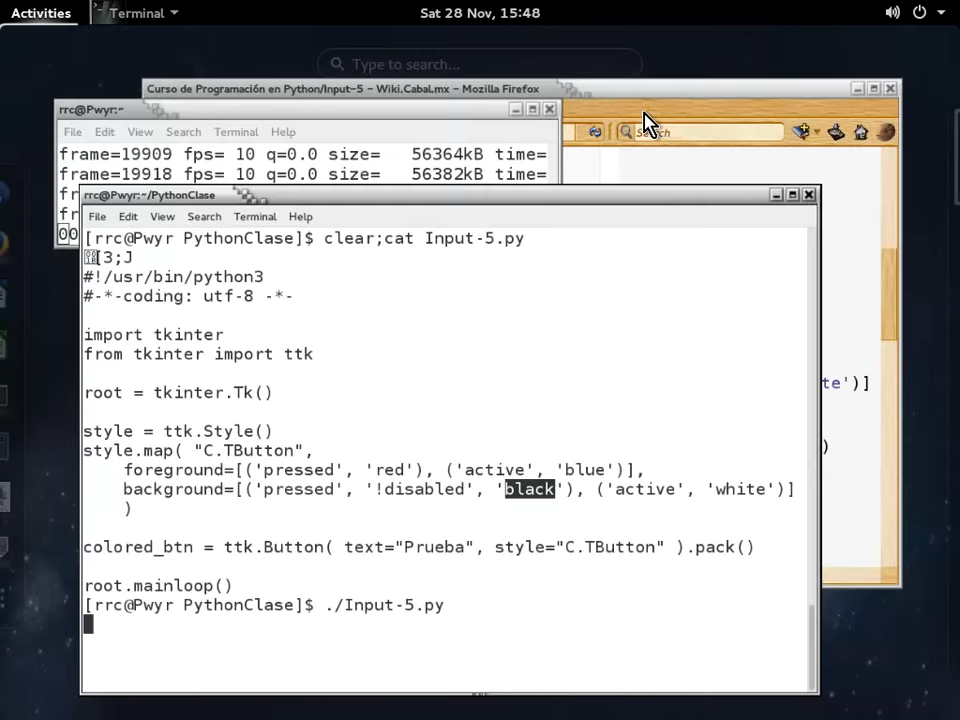 Activities
Terminal
Sat 28 Nov, 15:48
Type to search...
Curso de Programación en Python/Input-5 - Wiki.Cabal.mx - Mozilla Firefox
rrc@Pwyr:~
File Edit View Search Terminal Help
Search
frame=19909 fps= 10 q=0.0 size=   56364kB time=
frame=19918 fps= 10 q=0.0 size=   56382kB time=
fr
fr
00
rrc@Pwyr:~/PythonClase
File Edit View Search Terminal Help
[rrc@Pwyr PythonClase]$ clear;cat Input-5.py
[3;J
#!/usr/bin/python3
#-*-coding: utf-8 -*-
import tkinter
from tkinter import ttk
root = tkinter.Tk()
te')]
style = ttk.Style()
style.map( "C.TButton",
)
    foreground=[('pressed', 'red'), ('active', 'blue')],
    background=[('pressed', '!disabled', 'black'), ('active', 'white')]
    )
colored_btn = ttk.Button( text="Prueba", style="C.TButton" ).pack()
root.mainloop()
[rrc@Pwyr PythonClase]$ ./Input-5.py